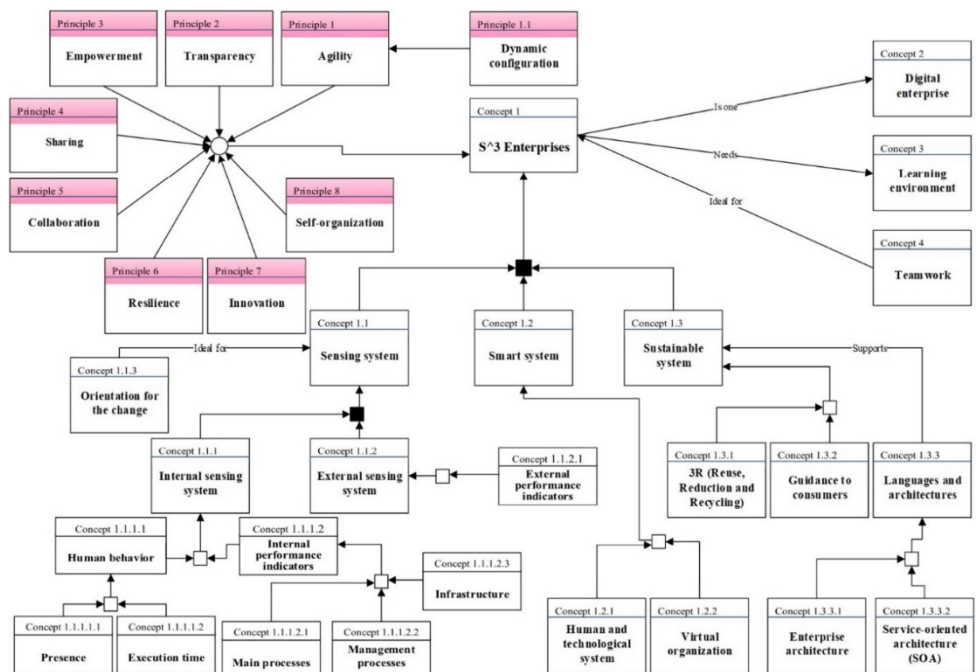 Principle 3
Empowerment
Principle 2
Transparency
Principle 1
Agility
Principle 1.1
Dynamic
configuration
Concept 2
Digital
enterprise
Principle 4
Sharing
Concept 1
S^3 Enterprises
Is one
Needs
Ideal for
Concept 3
Learning
environment
Principle 5
Collaboration
Principle 8
Self-organization
Concept 4
Teamwork
Principle 6
Resilience
Principle 7
Innovation
Concept 1.1
Sensing system
Concept 1.2
Smart system
Concept 1.3
Sustainable
system
Ideal for
Supports
Concept 1.1.3
Orientation for
the change
Concept 1.1.1
Internal sensing
system
Concept 1.1.2
External sensing
system
Concept 1.1.2.1
External
performance
indicators
Concept 1.3.1
3R (Reuse,
Reduction and
Recycling)
Concept 1.3.2
Guidance to
consumers
Concept 1.3.3
Languages and
architectures
Concept 1.1.1.1
Human behavior
Concept 1.1.1.2
Internal
performance
indicators
Concept 1.1.1.2.3
Infrastructure
Concept 1.1.1.1.1
Presence
Concept 1.1.1.1.2
Execution time
Concept 1.1.1.2.1
Main processes
Concept 1.1.1.2.2
Management
processes
Concept 1.2.1
Human and
technological
system
Concept 1.2.2
Virtual
organization
Concept 1.3.3.1
Enterprise
architecture
Concept 1.3.3.2
Service-oriented
architecture
(SOA)